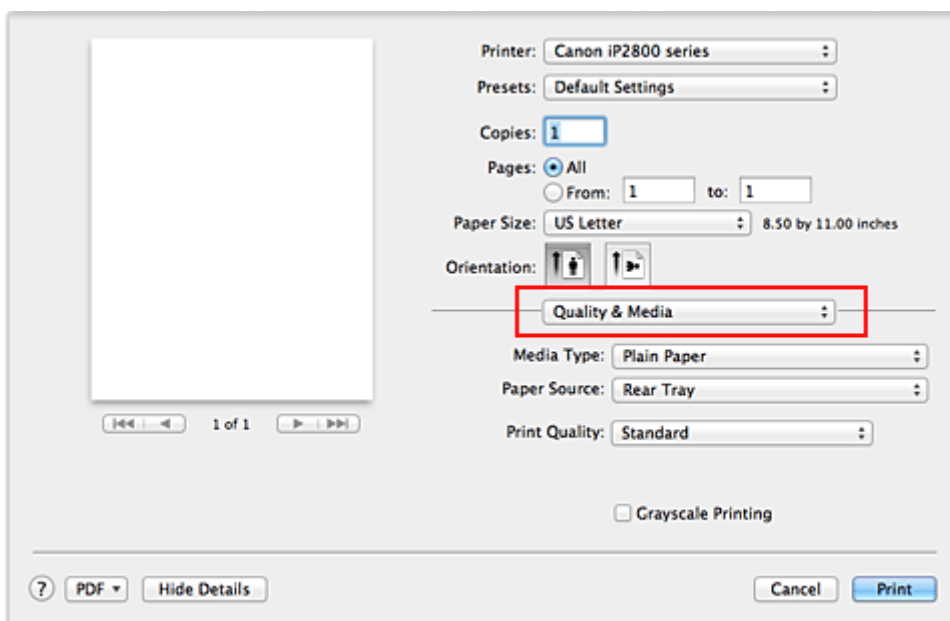 Printer: Canon iP2800 series
Presets: Default Settings
Copies: 1
Pages: All
From: 1 to: 1
Paper Size: US Letter 8.50 by 11.00 inches
Orientation:
Quality & Media
Media Type: Plain Paper
Paper Source: Rear Tray
1 of 1
Print Quality: Standard
Grayscale Printing
? PDF Hide Details Cancel Print